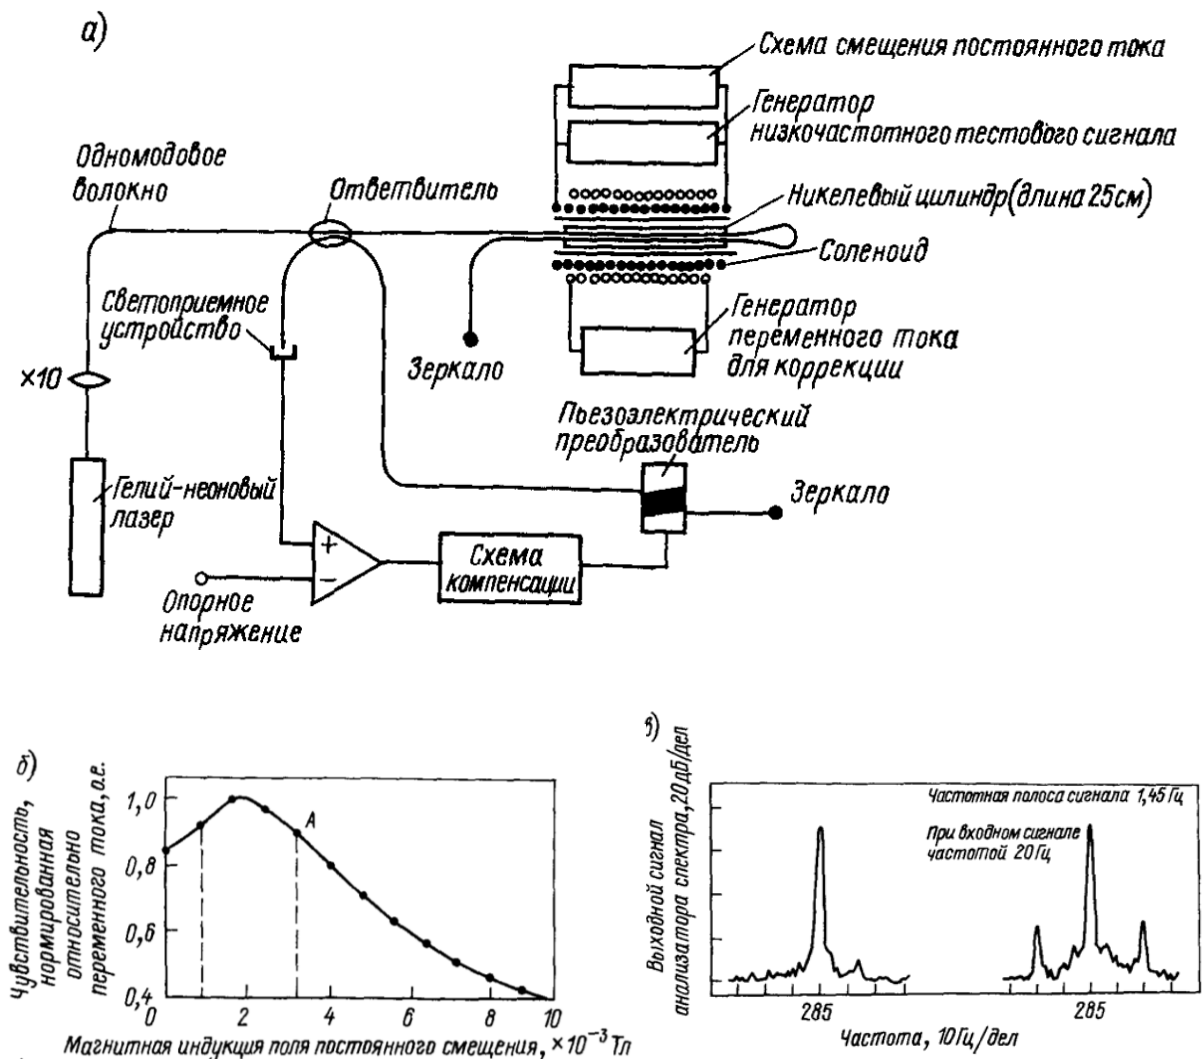 а)
Схема смещения постоянного тока
Генератор
низкочастотного тестового сигнала
Одномодовое
волокно
Ответвитель
Никелевый цилиндр(длина 25см)
Соленоид
Светоприемное
устройство
Зеркало
Генератор
переменного тока
для коррекции
×10
Пьезоэлектрический
преобразователь
Гелий-неоновый
лазер
Зеркало
+
−
Схема
компенсации
Опорное
напряжение
б)
Чувствительность,
нормированная
относительно
переменного тока, о.е.
1,0
0,8
0,6
0,4
A
0 2 4 6 8 10
Магнитная индукция поля постоянного смещения, ×10⁻³ Тл
в)
Выходной сигнал
анализатора спектра, 20 дБ/дел
Частотная полоса сигнала 1,45 Гц
При входном сигнале
частотой 20 Гц
285 285
Частота, 10 Гц/дел